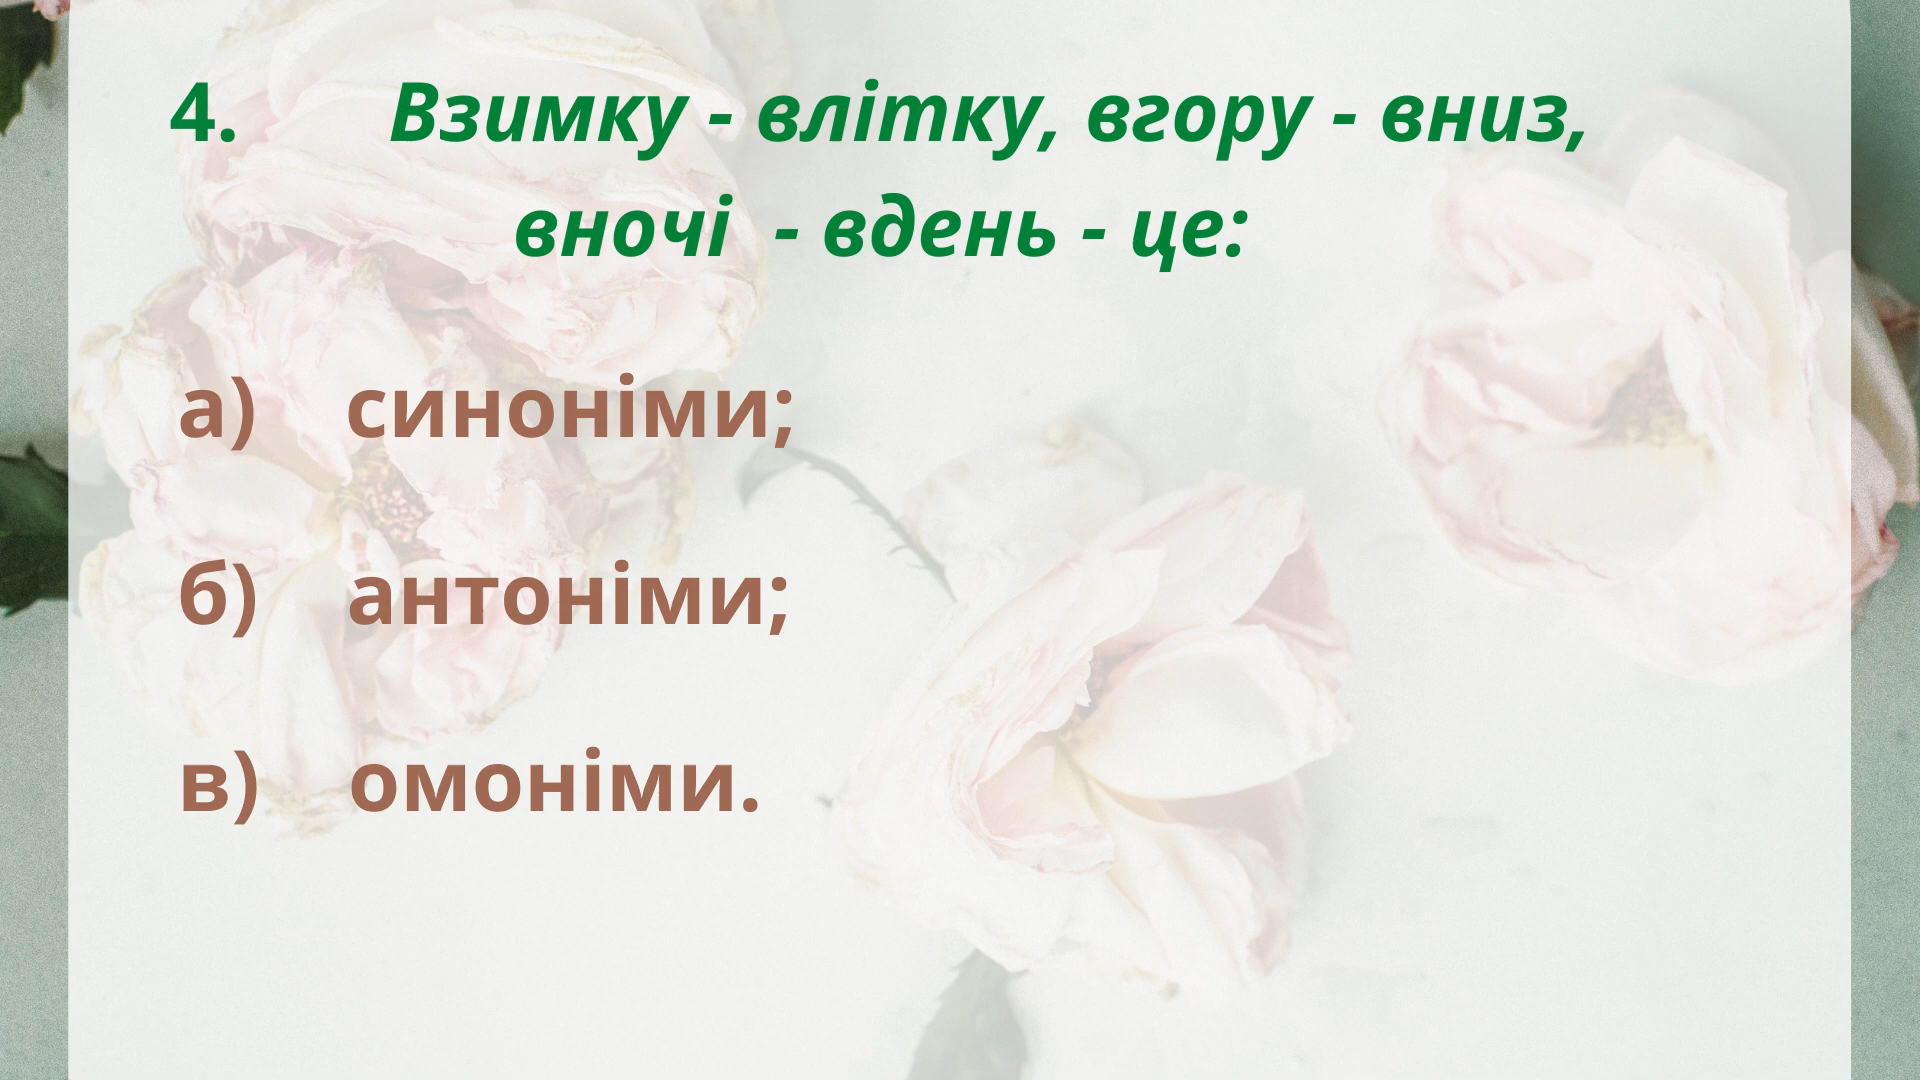 4. Взимку - влітку, вгору - вниз,
вночі - вдень - це:
а) синоніми;
б) антоніми;
в) омоніми.